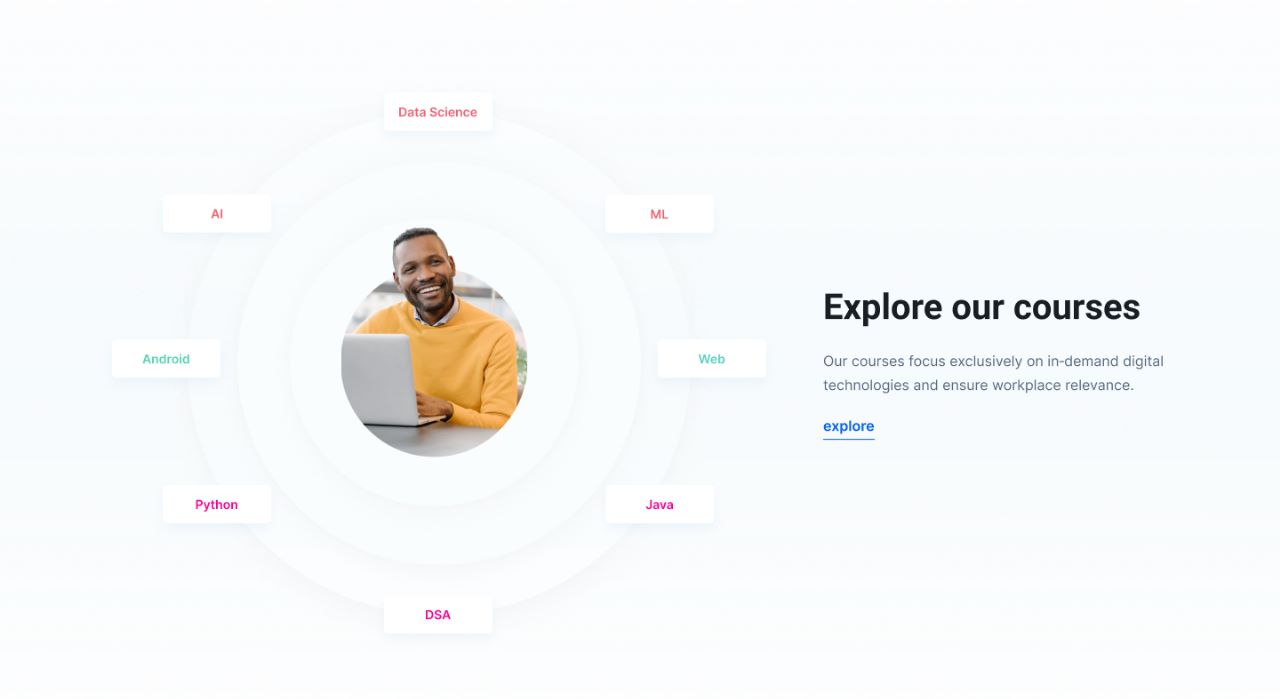 Data Science
AI
ML
Android
Web
Python
Java
DSA
Explore our courses
Our courses focus exclusively on in-demand digital
technologies and ensure workplace relevance.
explore